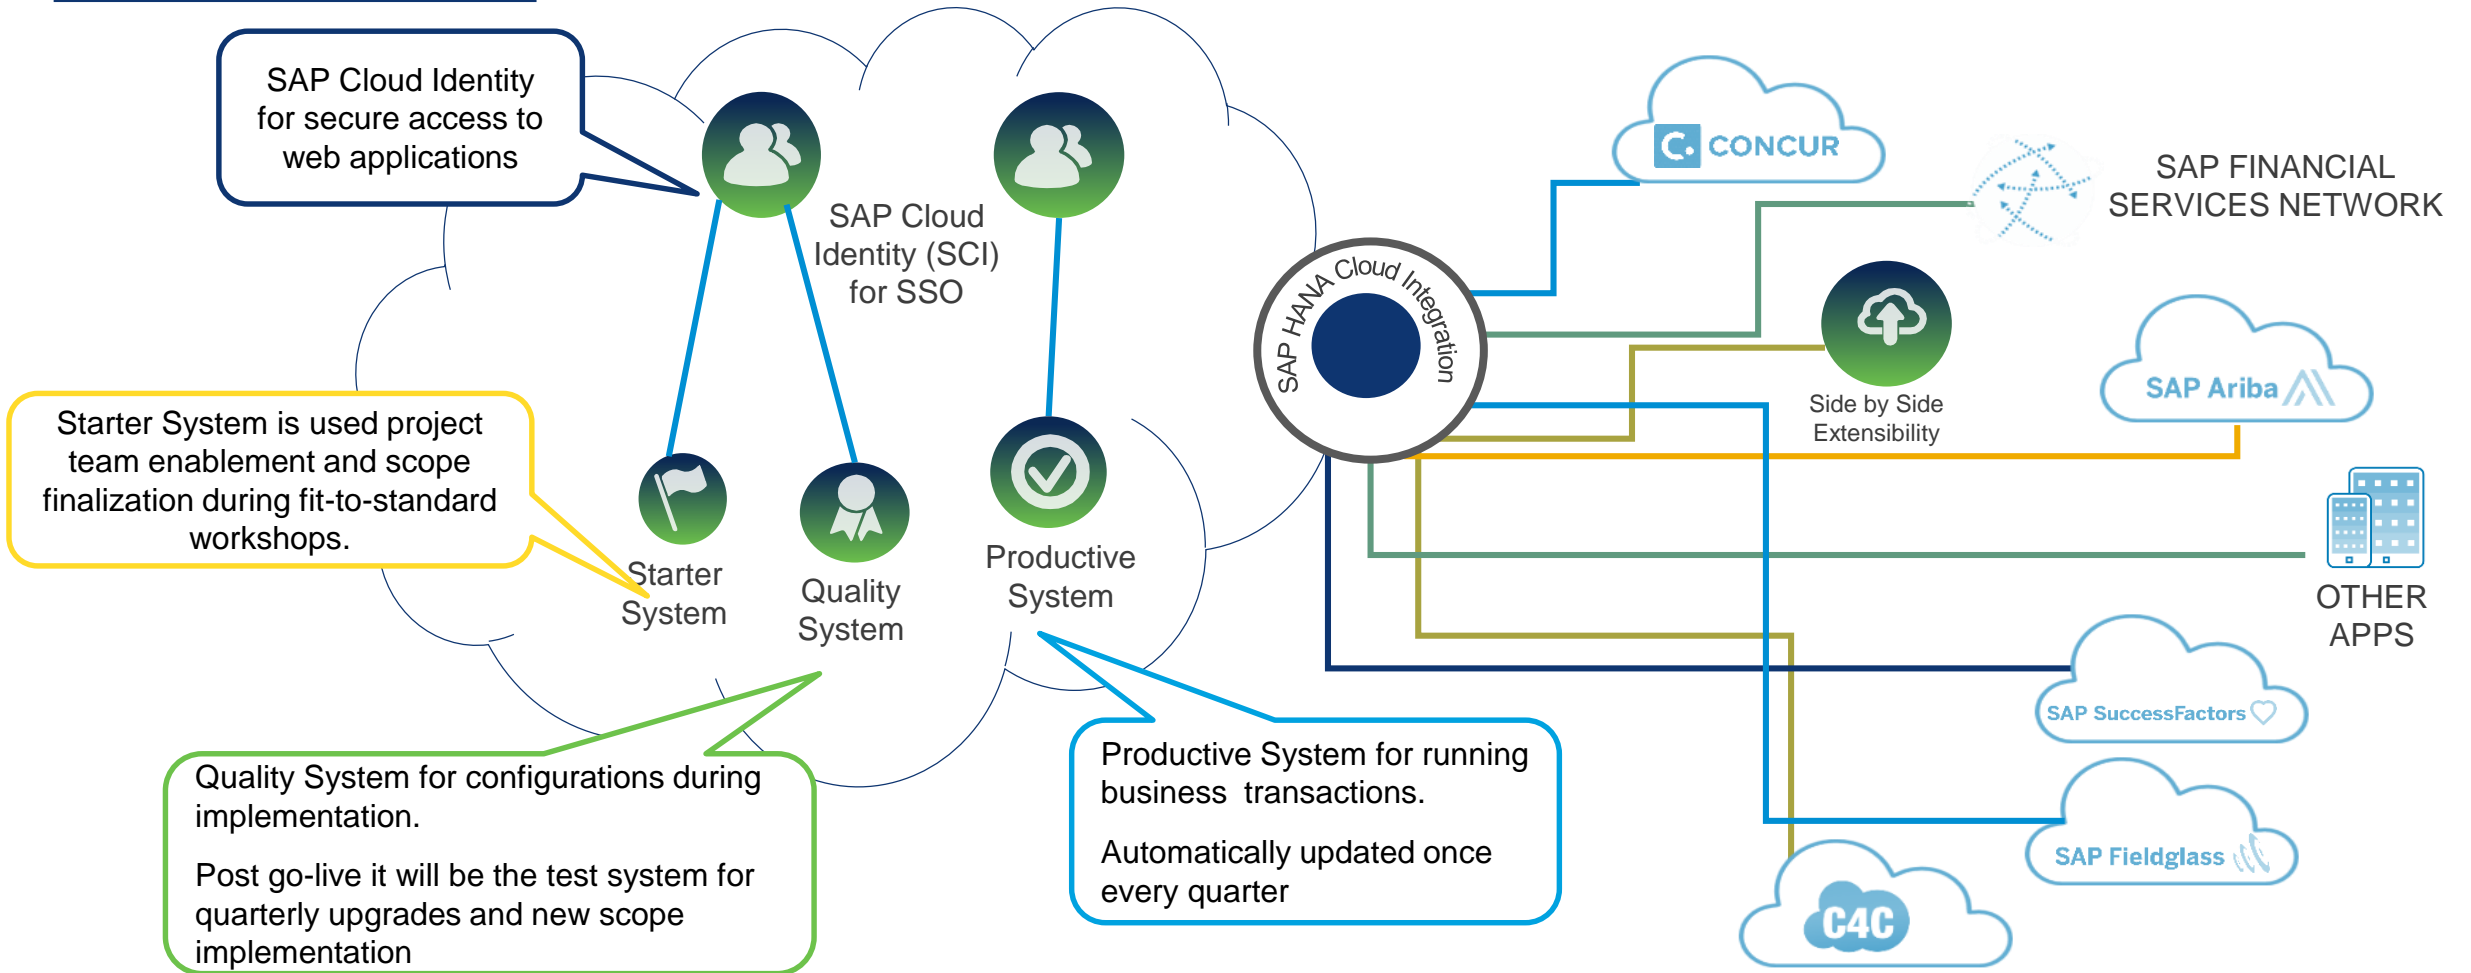 SAP Cloud Identity
for secure access to
web applications
SAP Cloud
Identity (SCI)
for SSO
Starter System is used project
team enablement and scope
finalization during fit-to-standard
workshops.
Starter
System
Quality
System
Productive
System
Quality System for configurations during
implementation.
Post go-live it will be the test system for
quarterly upgrades and new scope
implementation
Productive System for running
business  transactions.
Automatically updated once
every quarter
SAP HANA Cloud Integration
C. CONCUR
SAP FINANCIAL
SERVICES NETWORK
Side by Side
Extensibility
SAP Ariba
OTHER
APPS
SAP SuccessFactors
SAP Fieldglass
C4C